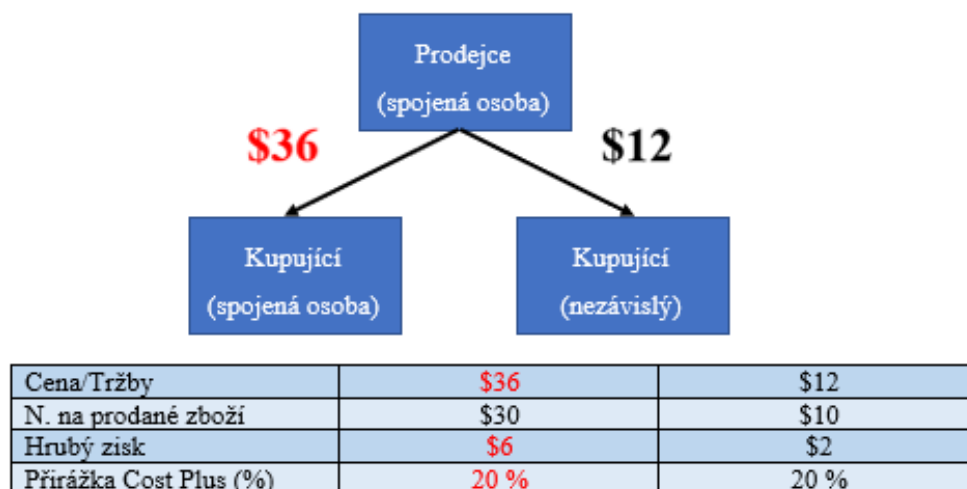 Prodejce
(spojená osoba)
$36
$12
Kupující
(spojená osoba)
Kupující
(nezávislý)
Cena/Tržby $36 $12
N. na prodané zboží $30 $10
Hrubý zisk $6 $2
Přirážka Cost Plus (%) 20 % 20 %